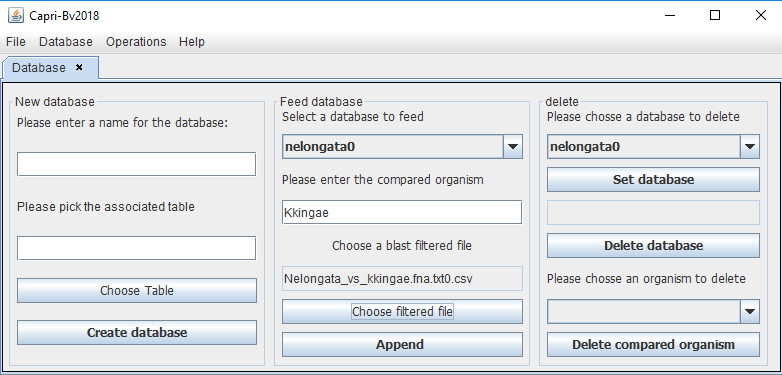 Capri-Bv2018
File Database Operations Help
Database
New database
Please enter a name for the database:
Please pick the associated table
Choose Table
Create database
Feed database
Select a database to feed
nelongata0
Please enter the compared organism
Kkingae
Choose a blast filtered file
Nelongata_vs_kkingae.fna.txt0.csv
Choose filtered file
Append
delete
Please choose a database to delete
nelongata0
Set database
Delete database
Please choose an organism to delete
Delete compared organism